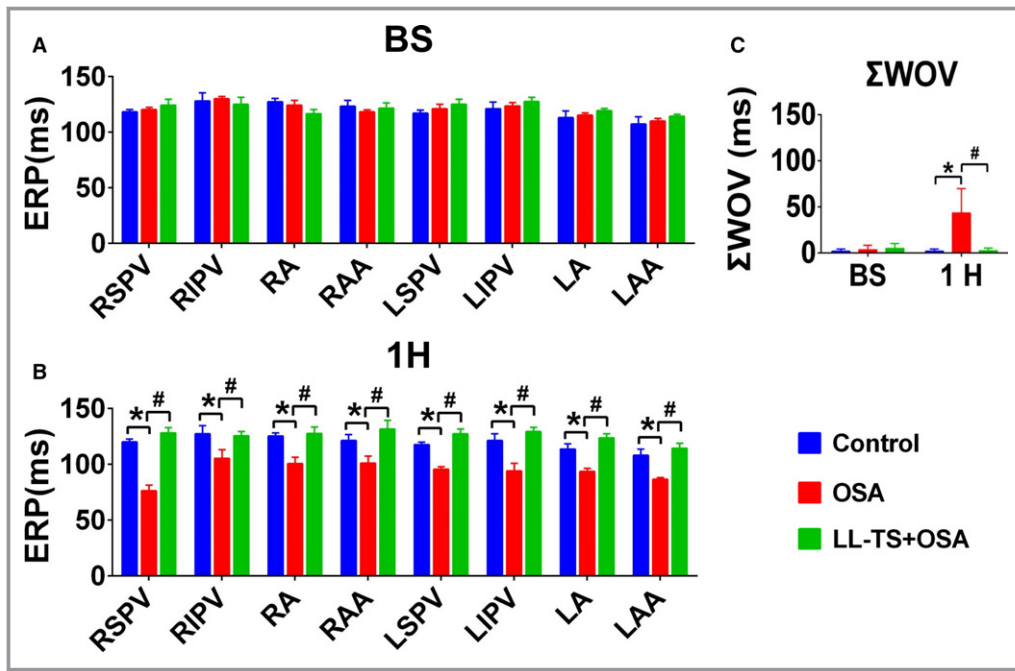 A
BS
ERP(ms)
150
100
50
0
RSPV RIPV RA RAA LSPV LIPV LA LAA
C
ΣWOV
ΣWOV (ms)
150
100
50
0
* #
BS 1 H
B
1H
ERP(ms)
150
100
50
0
* # * # * # * # * # * # * # * #
RSPV RIPV RA RAA LSPV LIPV LA LAA
Control
OSA
LL-TS+OSA